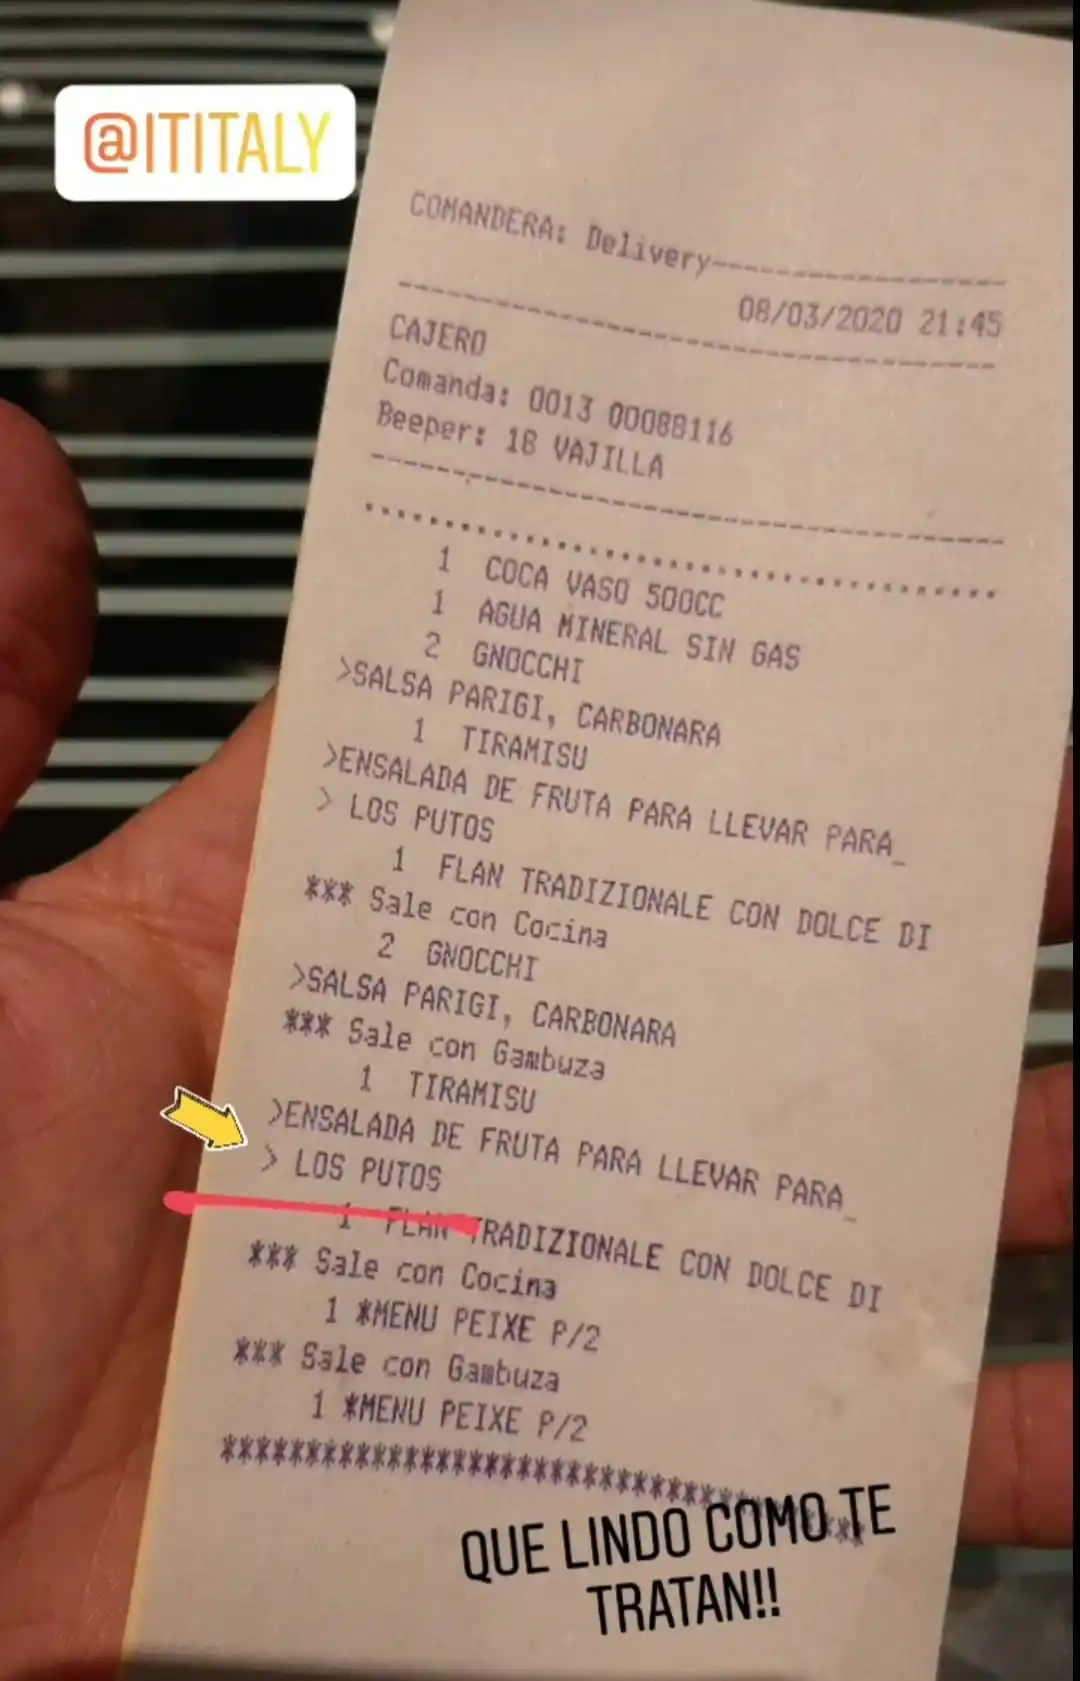 @ITITALY
COMANDERA: Delivery------------------
08/03/2020 21:45
CAJERO
Comanda: 0013 00088116
Beeper: 18 VAJILLA
1 COCA VASO 500CC
1 AGUA MINERAL SIN GAS
2 GNOCCHI
>SALSA PARIGI, CARBONARA
1 TIRAMISU
>ENSALADA DE FRUTA PARA LLEVAR PARA_
> LOS PUTOS
1 FLAN TRADIZIONALE CON DOLCE DI
*** Sale con Cocina
2 GNOCCHI
>SALSA PARIGI, CARBONARA
*** Sale con Gambuza
1 TIRAMISU
>ENSALADA DE FRUTA PARA LLEVAR PARA_
> LOS PUTOS
1 FLAN TRADIZIONALE CON DOLCE DI
*** Sale con Cocina
1 *MENU PEIXE P/2
*** Sale con Gambuza
1 *MENU PEIXE P/2
****************************************
QUE LINDO COMO TE
TRATAN!!